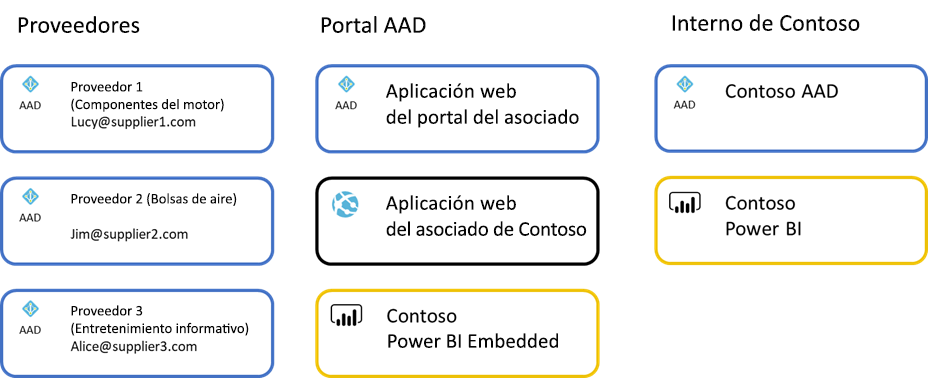 Proveedores
AAD
Proveedor 1
(Componentes del motor)
Lucy@supplier1.com
AAD
Proveedor 2 (Bolsas de aire)
Jim@supplier2.com
AAD
Proveedor 3
(Entretenimiento informativo)
Alice@supplier3.com
Portal AAD
AAD
Aplicación web
del portal del asociado
Aplicación web
del asociado de Contoso
Contoso
Power BI Embedded
Interno de Contoso
AAD
Contoso AAD
Contoso
Power BI